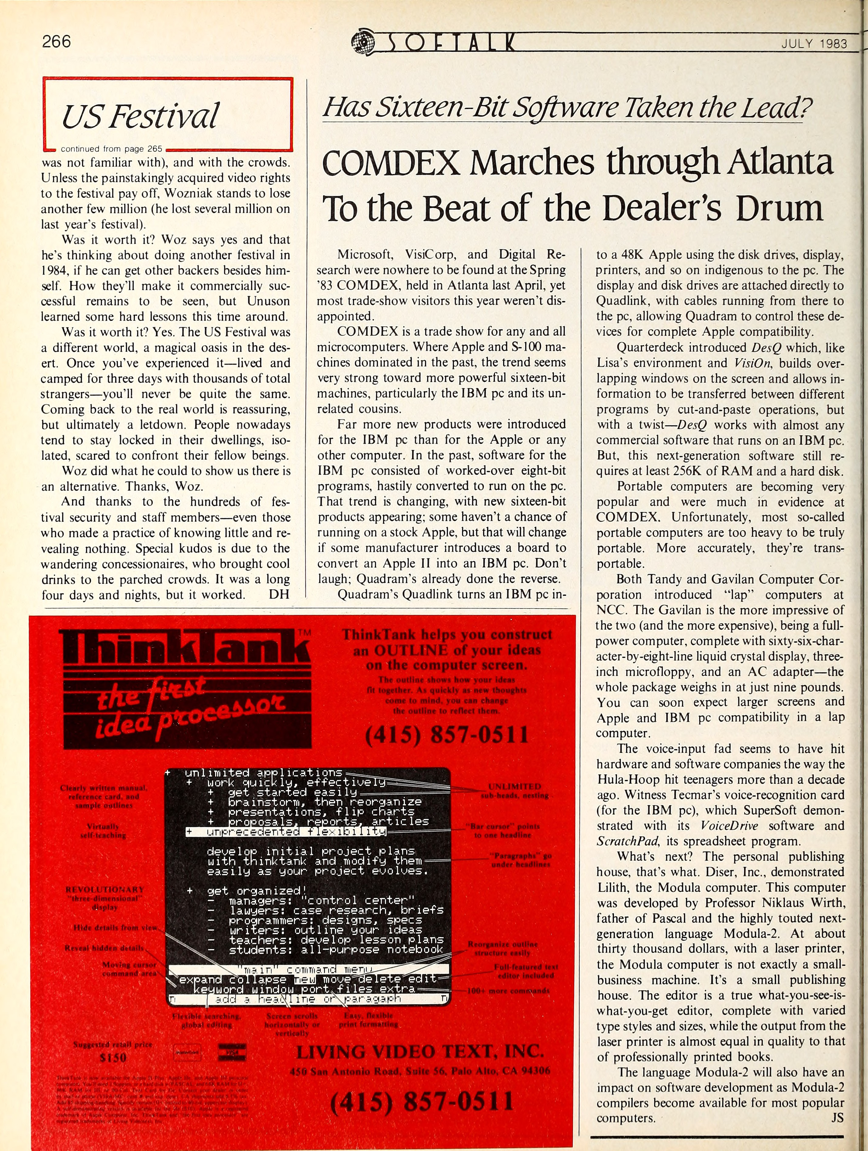 266
SOFTALK
JULY 1983
US Festival
continued from page 265
was not familiar with), and with the crowds.
Unless the painstakingly acquired video rights
to the festival pay off, Wozniak stands to lose
another few million (he lost several million on
last year's festival).
Was it worth it? Woz says yes and that
he's thinking about doing another festival in
1984, if he can get other backers besides him-
self. How they'll make it commercially suc-
cessful remains to be seen, but Unuson
learned some hard lessons this time around.
Was it worth it? Yes. The US Festival was
a different world, a magical oasis in the des-
ert. Once you've experienced it—lived and
camped for three days with thousands of total
strangers—you'll never be quite the same.
Coming back to the real world is reassuring,
but ultimately a letdown. People nowadays
tend to stay locked in their dwellings, iso-
lated, scared to confront their fellow beings.
Woz did what he could to show us there is
an alternative. Thanks, Woz.
And thanks to the hundreds of fes-
tival security and staff members—even those
who made a practice of knowing little and re-
vealing nothing. Special kudos is due to the
wandering concessionaires, who brought cool
drinks to the parched crowds. It was a long
four days and nights, but it worked. DH
Has Sixteen-Bit Software Taken the Lead?
COMDEX Marches through Atlanta
To the Beat of the Dealer's Drum
Microsoft, VisiCorp, and Digital Re-
search were nowhere to be found at the Spring
'83 COMDEX, held in Atlanta last April, yet
most trade-show visitors this year weren't dis-
appointed.
COMDEX is a trade show for any and all
microcomputers. Where Apple and S-100 ma-
chines dominated in the past, the trend seems
very strong toward more powerful sixteen-bit
machines, particularly the IBM pc and its un-
related cousins.
Far more new products were introduced
for the IBM pc than for the Apple or any
other computer. In the past, software for the
IBM pc consisted of worked-over eight-bit
programs, hastily converted to run on the pc.
That trend is changing, with new sixteen-bit
products appearing; some haven't a chance of
running on a stock Apple, but that will change
if some manufacturer introduces a board to
convert an Apple II into an IBM pc. Don't
laugh; Quadram's already done the reverse.
Quadram's Quadlink turns an IBM pc in-
to a 48K Apple using the disk drives, display,
printers, and so on indigenous to the pc. The
display and disk drives are attached directly to
Quadlink, with cables running from there to
the pc, allowing Quadram to control these de-
vices for complete Apple compatibility.
Quarterdeck introduced DesQ which, like
Lisa's environment and VisiOn, builds over-
lapping windows on the screen and allows in-
formation to be transferred between different
programs by cut-and-paste operations, but
with a twist—DesQ works with almost any
commercial software that runs on an IBM pc.
But, this next-generation software still re-
quires at least 256K of RAM and a hard disk.
Portable computers are becoming very
popular and were much in evidence at
COMDEX. Unfortunately, most so-called
portable computers are too heavy to be truly
portable. More accurately, they're trans-
portable.
Both Tandy and Gavilan Computer Cor-
poration introduced "lap" computers at
NCC. The Gavilan is the more impressive of
the two (and the more expensive), being a full-
power computer, complete with sixty-six-char-
acter-by-eight-line liquid crystal display, three-
inch microfloppy, and an AC adapter—the
whole package weighs in at just nine pounds.
You can soon expect larger screens and
Apple and IBM pc compatibility in a lap
computer.
The voice-input fad seems to have hit
hardware and software companies the way the
Hula-Hoop hit teenagers more than a decade
ago. Witness Tecmar's voice-recognition card
(for the IBM pc), which SuperSoft demon-
strated with its VoiceDrive software and
ScratchPad, its spreadsheet program.
What's next? The personal publishing
house, that's what. Diser, Inc., demonstrated
Lilith, the Modula computer. This computer
was developed by Professor Niklaus Wirth,
father of Pascal and the highly touted next-
generation language Modula-2. At about
thirty thousand dollars, with a laser printer,
the Modula computer is not exactly a small-
business machine. It's a small publishing
house. The editor is a true what-you-see-is-
what-you-get editor, complete with varied
type styles and sizes, while the output from the
laser printer is almost equal in quality to that
of professionally printed books.
The language Modula-2 will also have an
impact on software development as Modula-2
compilers become available for most popular
computers. JS
ThinkTank™
the first
idea processor
ThinkTank helps you construct
an OUTLINE of your ideas
on the computer screen.
The outline shows how your ideas
fit together. As quickly as new thoughts
come to mind, you can change
the outline to reflect them.
(415) 857-0511
+ unlimited applications
+ work quickly, effectively
+ get started easily
+ brainstorm, then reorganize
+ presentations, flip charts
+ proposals, reports, articles
+ unprecedented flexibility
develop initial project plans
with thinktank and modify them
easily as your project evolves.
+ get organized!
- managers: "control center"
- lawyers: case research, briefs
- programmers: designs, specs
- writers: outline your ideas
- teachers: develop lesson plans
- students: all-purpose notebook
"main" command menu
expand collapse new move delete edit
keyword window port files extra
add a headline or paragraph
Clearly written manual,
reference card, and
sample outlines
Virtually
self-teaching
REVOLUTIONARY
"three-dimensional"
display
Hide details from view
Reveal hidden details
Moving cursor
command area
UNLIMITED
sub-heads, nesting
"Bar cursor" points
to one headline
"Paragraphs" go
under headlines
Reorganize outline
structure easily
Full-featured text
editor included
100+ more commands
Flexible searching,
global editing
Screen scrolls
horizontally or
vertically
Easy, flexible
print formatting
Suggested retail price
$150
LIVING VIDEO TEXT, INC.
450 San Antonio Road, Suite 56, Palo Alto, CA 94306
(415) 857-0511